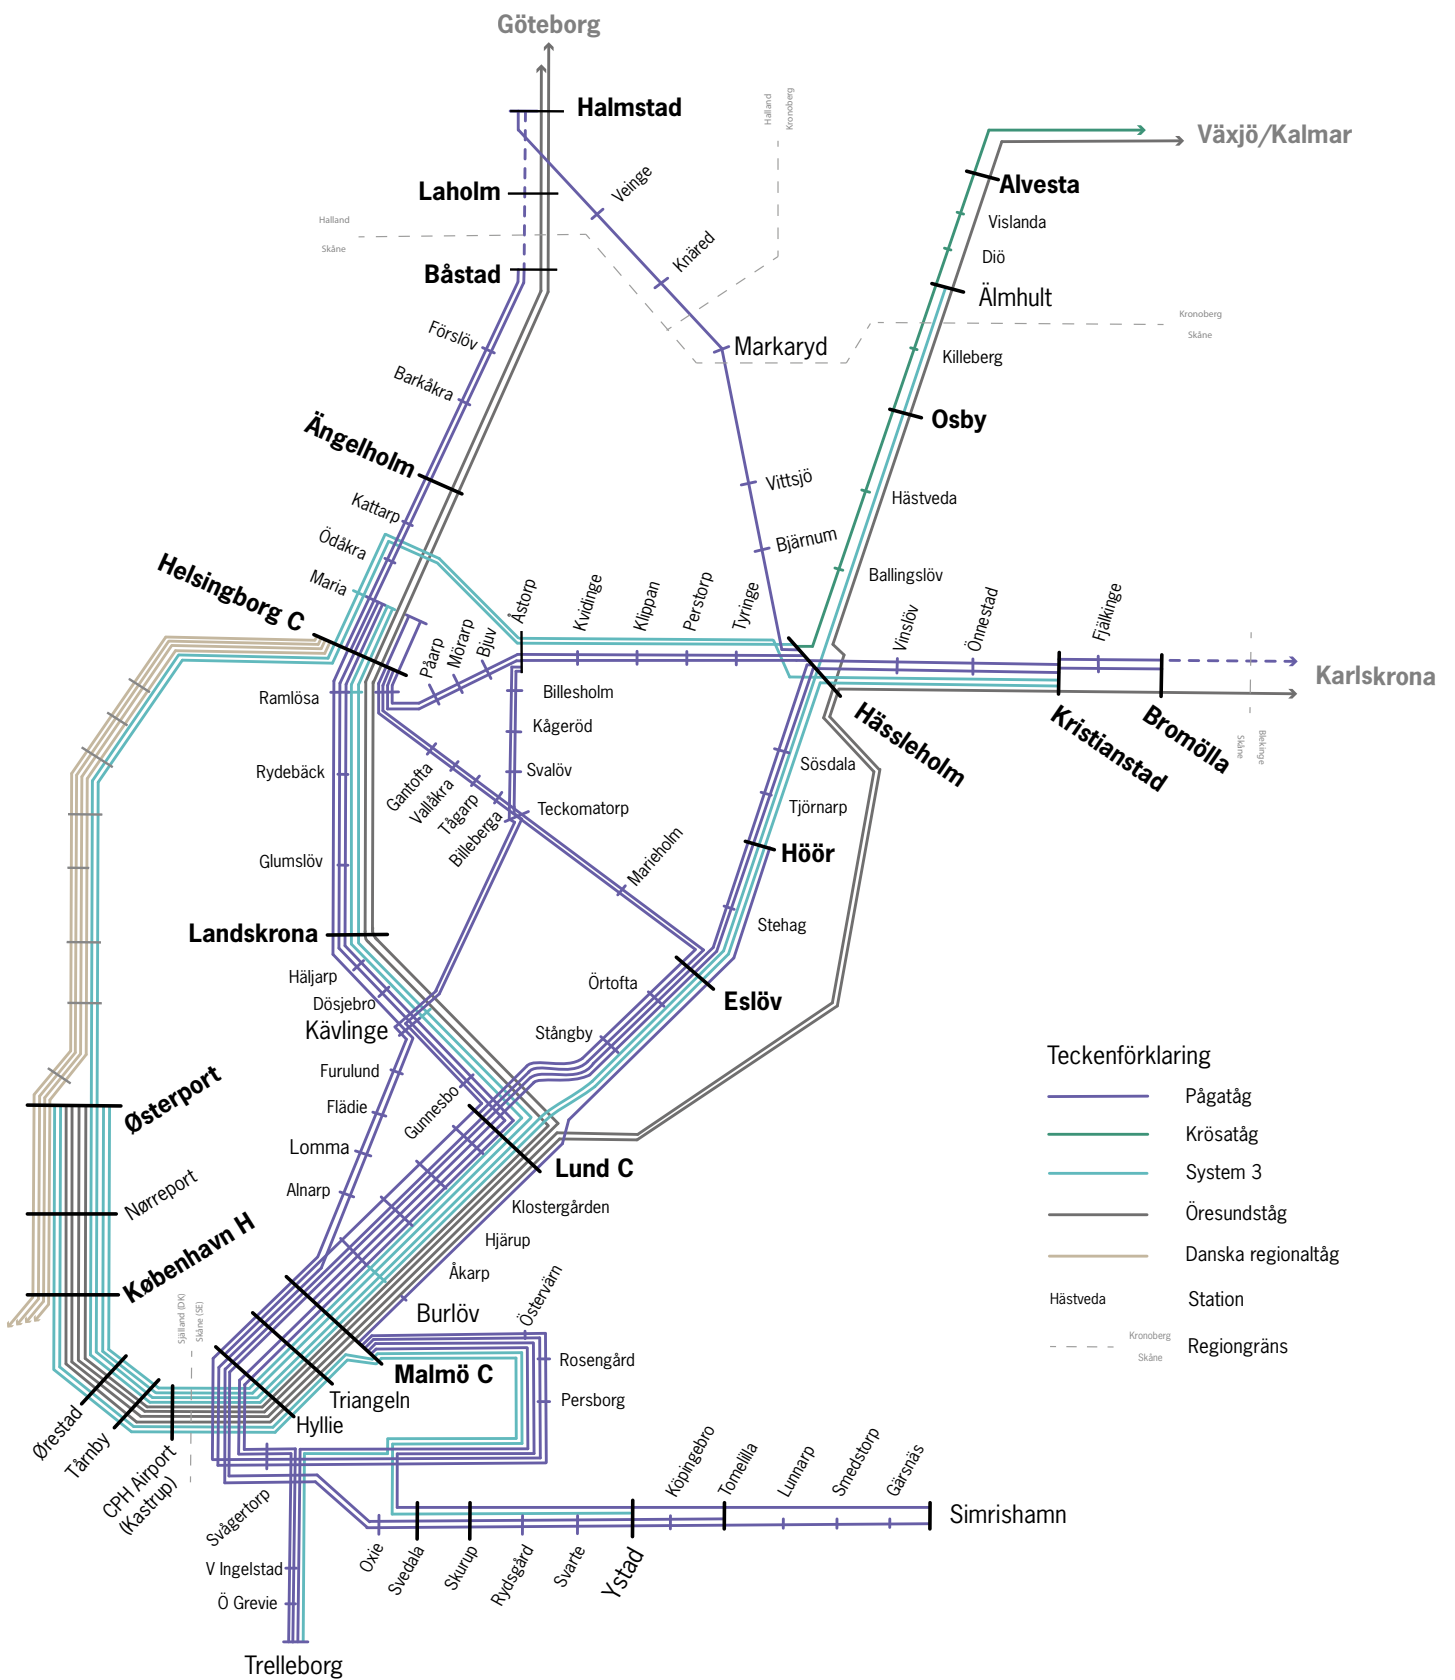 Göteborg
Halmstad
Halland
Kronoberg
Växjö/Kalmar
Laholm
Veinge
Alvesta
Halland
Skåne
Vislanda
Knäred
Diö
Båstad
Älmhult
Kronoberg
Skåne
Förslöv
Markaryd
Killeberg
Barkåkra
Osby
Ängelholm
Vittsjö
Hästveda
Kattarp
Ödåkra
Bjärnum
Maria
Ballingslöv
Helsingborg C
Åstorp
Kvidinge
Klippan
Perstorp
Tyringe
Vinslöv
Önnestad
Fjälkinge
Påarp
Mörarp
Bjuv
Karlskrona
Ramlösa
Billesholm
Kågeröd
Hässleholm
Kristianstad
Bromölla
Skåne
Blekinge
Rydebäck
Svalöv
Sösdala
Gantofta
Vallåkra
Tågarp
Billeberga
Teckomatorp
Tjörnarp
Glumslöv
Marieholm
Höör
Landskrona
Stehag
Häljarp
Örtofta
Dösjebro
Eslöv
Kävlinge
Stångby
Furulund
Østerport
Flädie
Gunnesbo
Lomma
Lund C
Alnarp
Nørreport
Klostergården
Hjärup
København H
Åkarp
Burlöv
Östervärn
Själland (DK)
Skåne (SE)
Rosengård
Malmö C
Triangeln
Persborg
Hyllie
Ørestad
Tårnby
CPH Airport
(Kastrup)
Svågertorp
Köpingebro
Tomelilla
Lunnarp
Smedstorp
Gärsnäs
Simrishamn
Oxie
Svedala
Skurup
Rydsgård
Svarte
Ystad
V Ingelstad
Ö Grevie
Trelleborg
Teckenförklaring
Pågatåg
Krösatåg
System 3
Öresundståg
Danska regionaltåg
Hästveda
Station
Kronoberg
Skåne
Regiongräns